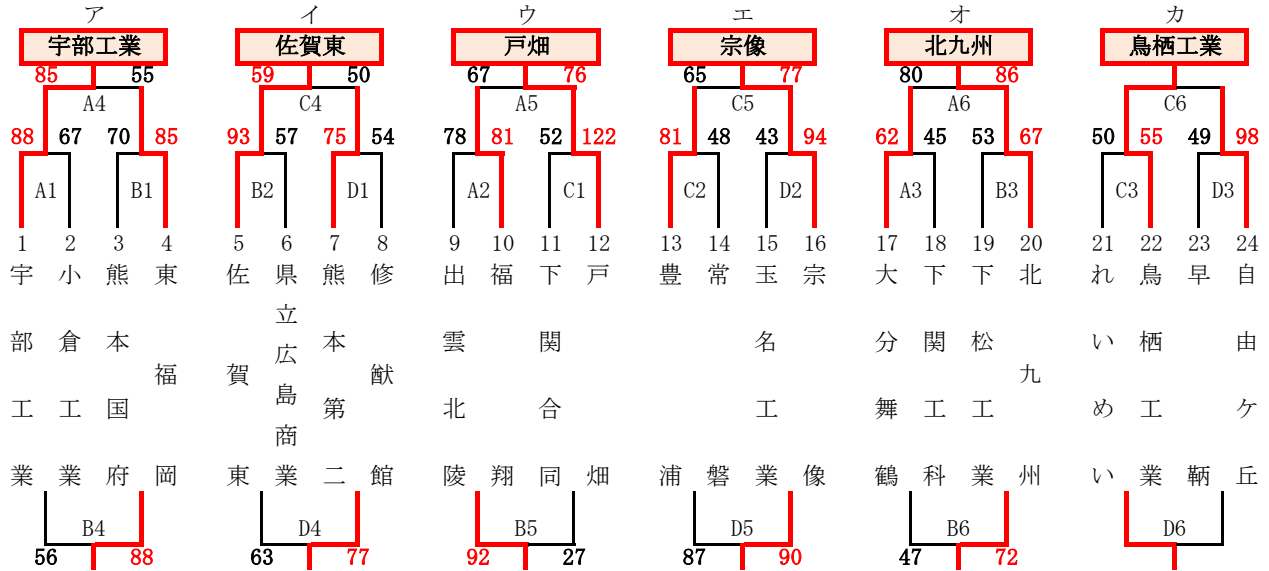 ア イ ウ エ オ カ
宇部工業 佐賀東 戸畑 宗像 北九州 鳥栖工業
85 55 59 50 67 76 65 77 80 86
A4 C4 A5 C5 A6 C6
88 67 70 85 93 57 75 54 78 81 52 122 81 48 43 94 62 45 53 67 50 55 49 98
A1 B1 B2 D1 A2 C1 C2 D2 A3 B3 C3 D3
1 2 3 4 5 6 7 8 9 10 11 12 13 14 15 16 17 18 19 20 21 22 23 24
宇部工業
小倉工業
熊本国府
東福岡
佐賀東
県立広島商業
熊本第二
修猷館
出雲北陵
福翔
下関合同
戸畑
豊浦
常磐
玉名工業
宗像
大分舞鶴
下関工科
下松工業
北九州
れいめい
鳥栖工業
早鞆
自由ケ丘
B4 D4 B5 D5 B6 D6
56 88 63 77 92 27 87 90 47 72